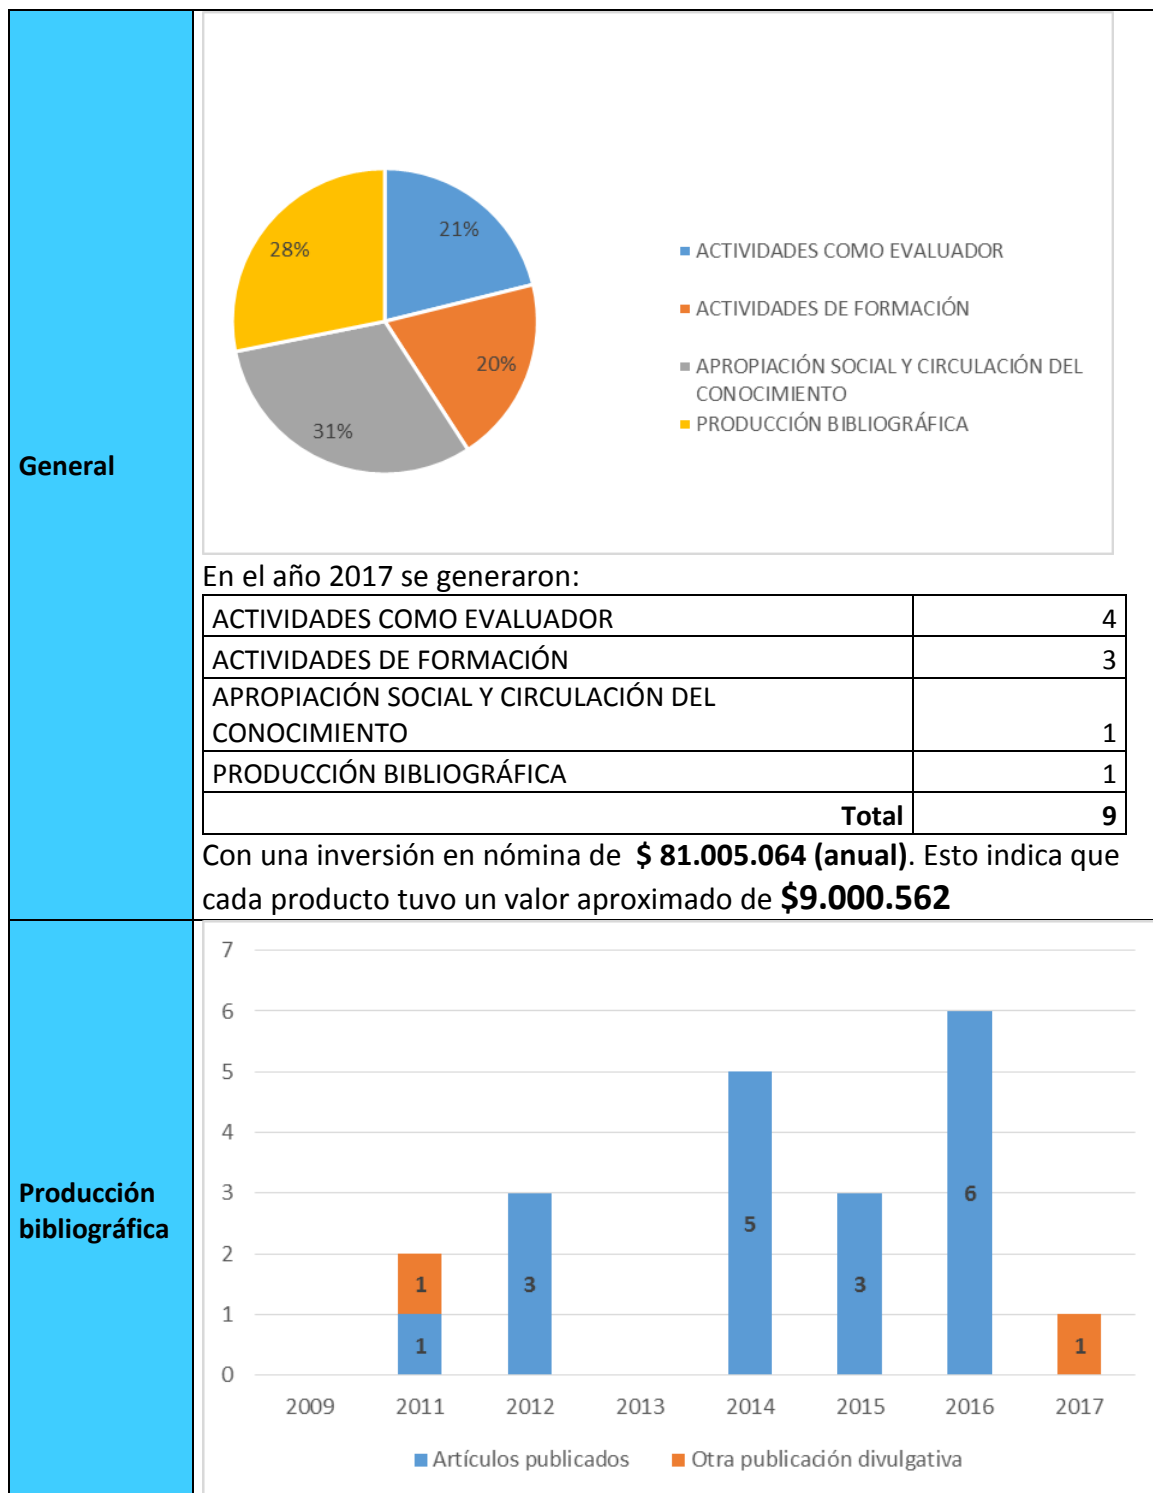 General
21%
28%
20%
31%
ACTIVIDADES COMO EVALUADOR
ACTIVIDADES DE FORMACIÓN
APROPIACIÓN SOCIAL Y CIRCULACIÓN DEL
CONOCIMIENTO
PRODUCCIÓN BIBLIOGRÁFICA
En el año 2017 se generaron:
ACTIVIDADES COMO EVALUADOR 4
ACTIVIDADES DE FORMACIÓN 3
APROPIACIÓN SOCIAL Y CIRCULACIÓN DEL
CONOCIMIENTO 1
PRODUCCIÓN BIBLIOGRÁFICA 1
Total 9
Con una inversión en nómina de $ 81.005.064 (anual). Esto indica que
cada producto tuvo un valor aproximado de $9.000.562
Producción
bibliográfica
7
6
5
4
3
2
1
0
1
1
3
5
3
6
1
2009 2011 2012 2013 2014 2015 2016 2017
Artículos publicados Otra publicación divulgativa